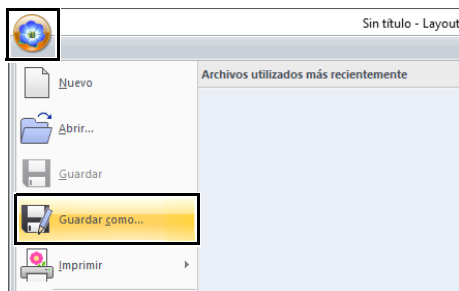 Sin título - Layout
Archivos utilizados más recientemente
Nuevo
Abrir...
Guardar
Guardar como...
Imprimir